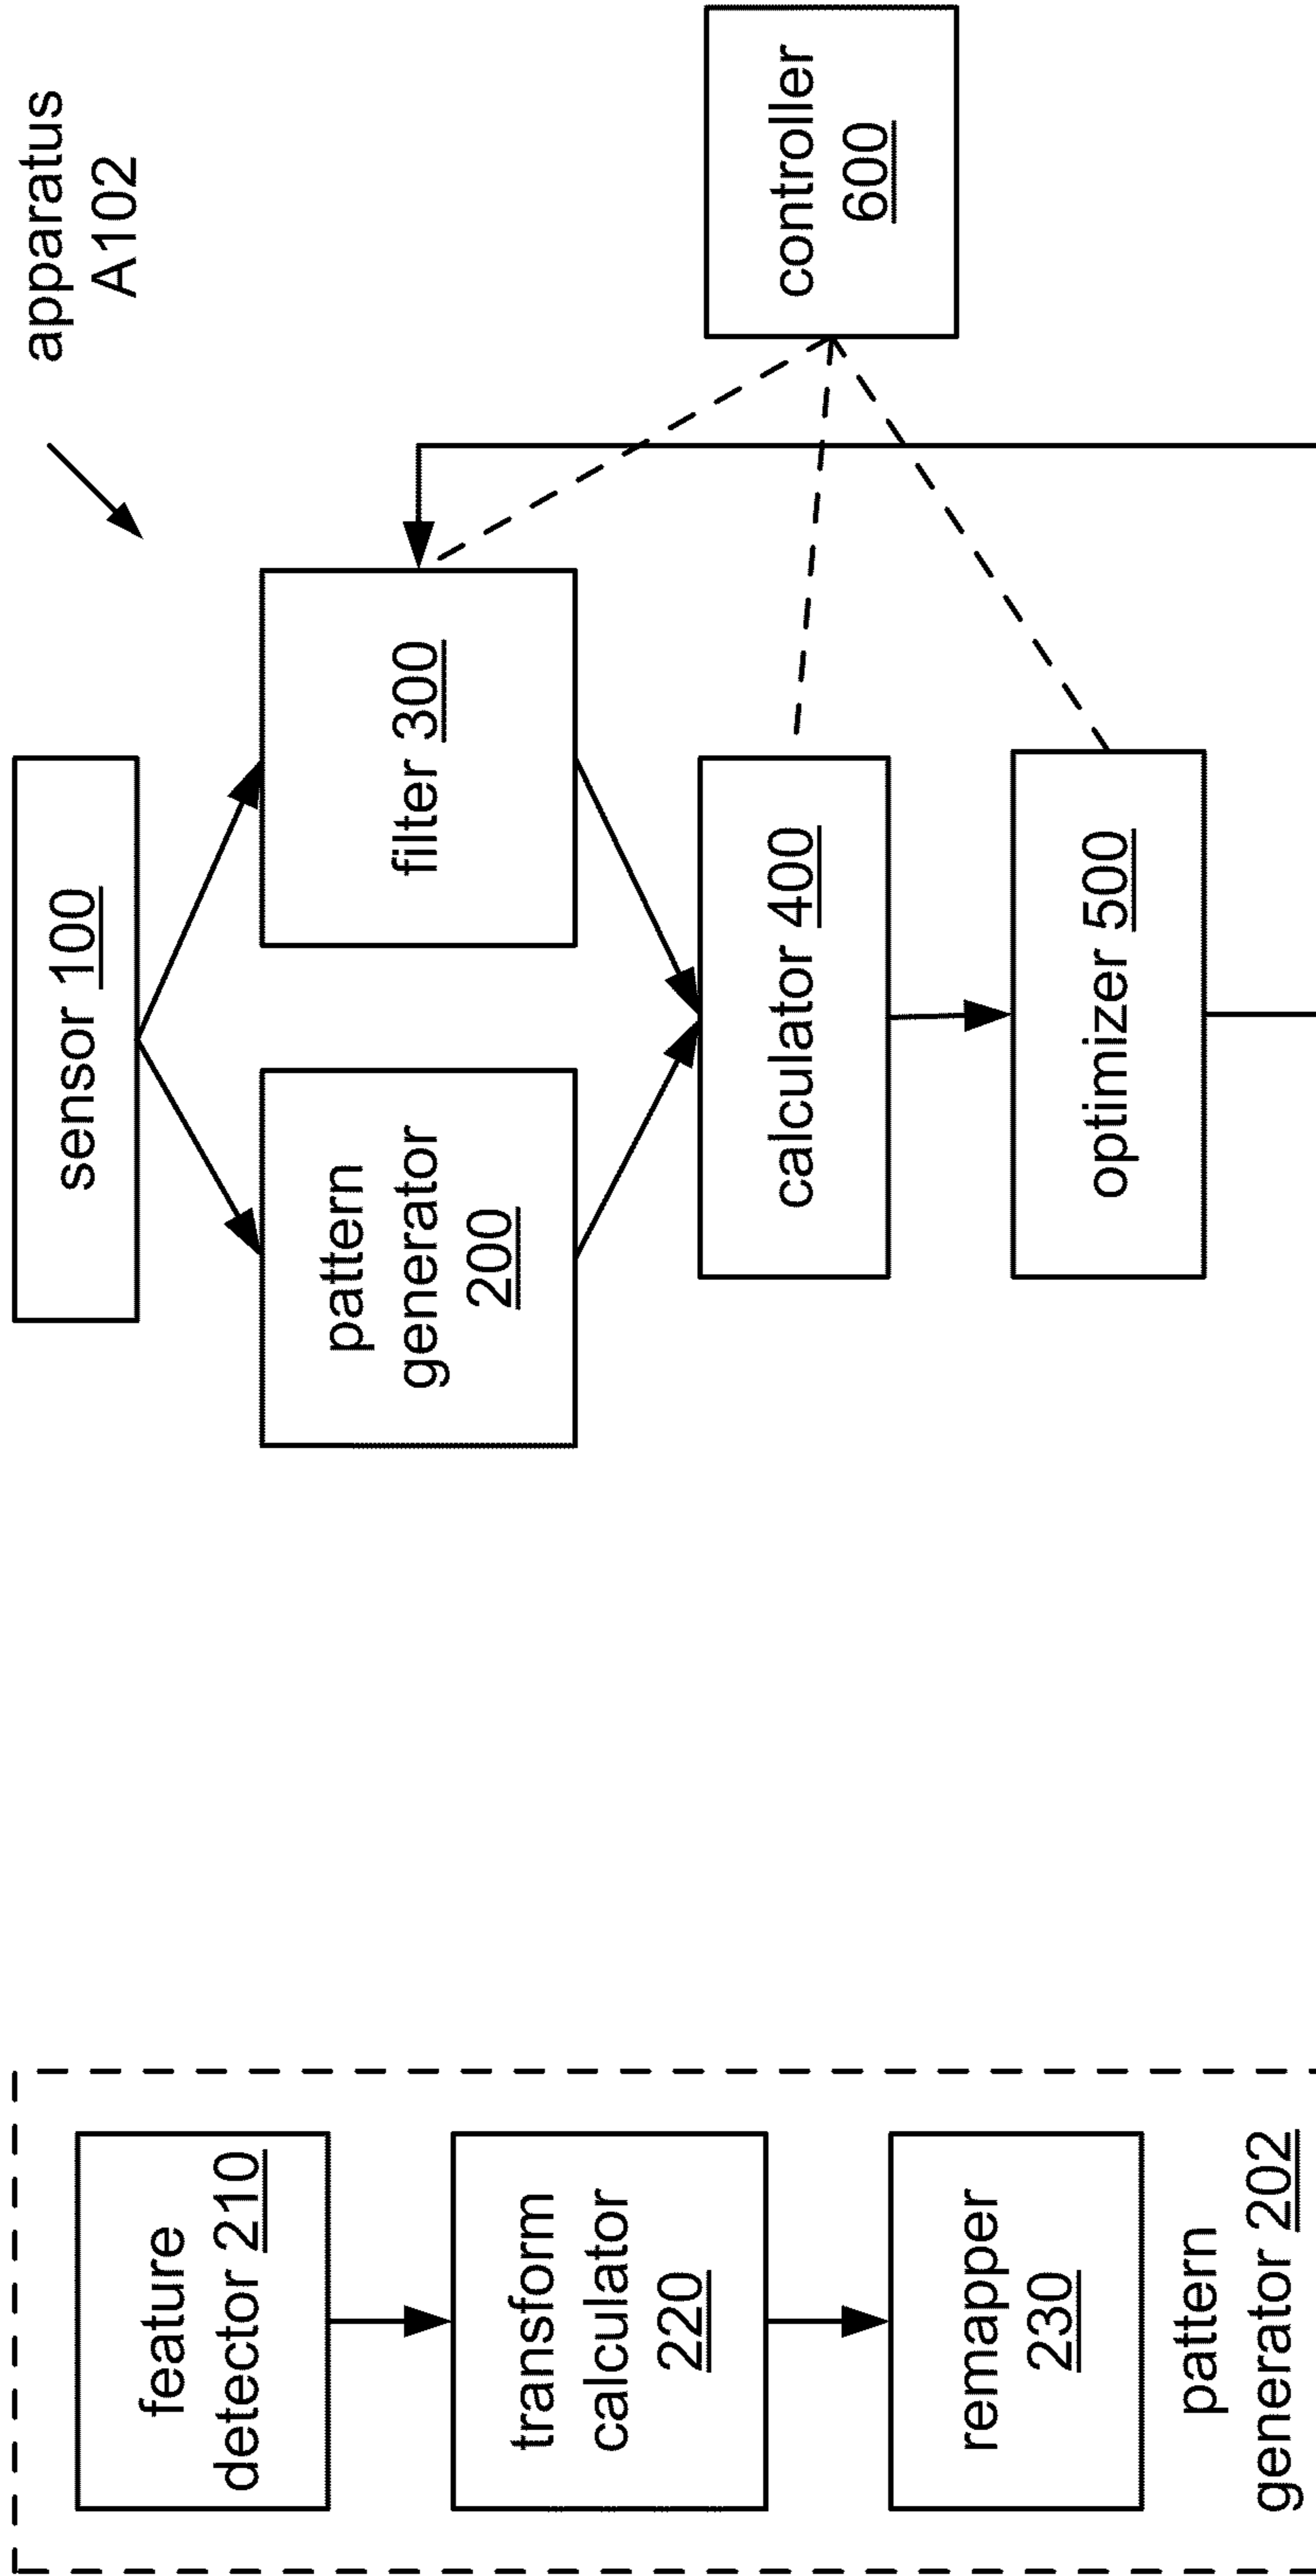 feature
detector 210
transform
calculator
220
remapper
230
pattern
generator 202
apparatus
A102
sensor 100
pattern
generator
200
filter 300
calculator 400
optimizer 500
controller
600